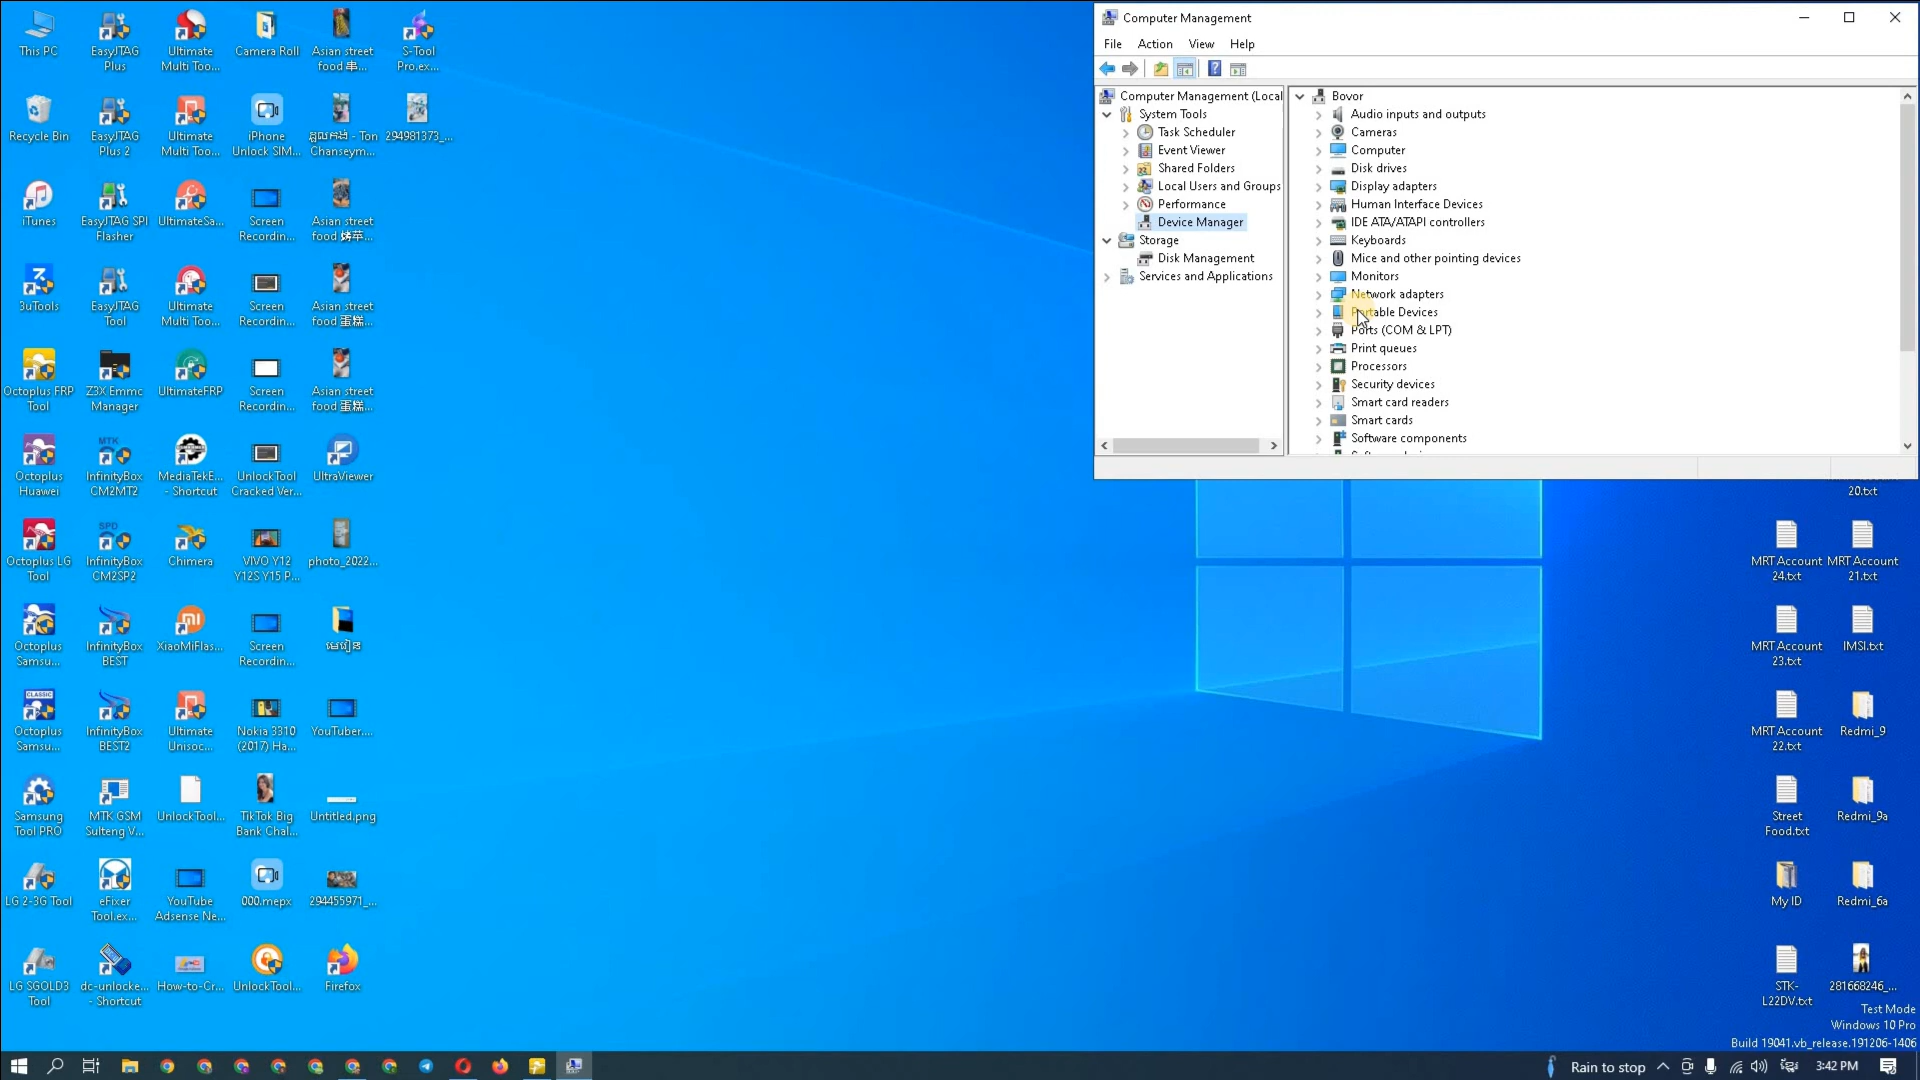 This PC
EasyJTAG
Plus
Ultimate
Multi Too...
Camera Roll
Asian street
food 串...
S-Tool
Pro.ex...
Recycle Bin
EasyJTAG
Plus 2
Ultimate
Multi Too...
iPhone
Unlock SIM...
Chanseym...
294981373_...
iTunes
EasyJTAG SPI
Flasher
UltimateSa...
Screen
Recordin...
Asian street
food 烤苹...
3uTools
EasyJTAG
Tool
Ultimate
Multi Too...
Screen
Recordin...
Asian street
food 蛋糕...
Octoplus FRP
Tool
Z3X Emmc
Manager
UltimateFRP
Screen
Recordin...
Asian street
food 蛋糕...
Octoplus
Huawei
MTK
InfinityBox
CM2MT2
MediaTekE...
- Shortcut
UnlockTool
Cracked Ver...
UltraViewer
Octoplus LG
Tool
SPD
InfinityBox
CM2SP2
Chimera
VIVO Y12
Y12S Y15 P...
photo_2022...
Octoplus
Samsu...
InfinityBox
BEST
XiaoMiFlas...
Screen
Recordin...
CLASSIC
Octoplus
Samsu...
InfinityBox
BEST2
Ultimate
Unisoc...
Nokia 3310
(2017) Ha...
YouTuber....
Samsung
Tool PRO
MTK GSM
Sulteng V...
UnlockTool...
TikTok Big
Bank Chal...
Untitled.png
LG 2-3G Tool
eFixer
Tool.ex...
YouTube
Adsense Ne...
000.mepx
294455971_...
LG SGOLD3
Tool
dc-unlocke...
- Shortcut
How-to-Cr...
UnlockTool...
Firefox
Computer Management
File Action View Help
Computer Management (Local
System Tools
Task Scheduler
Event Viewer
Shared Folders
Local Users and Groups
Performance
Device Manager
Storage
Disk Management
Services and Applications
Bovor
Audio inputs and outputs
Cameras
Computer
Disk drives
Display adapters
Human Interface Devices
IDE ATA/ATAPI controllers
Keyboards
Mice and other pointing devices
Monitors
Network adapters
Portable Devices
Ports (COM & LPT)
Print queues
Processors
Security devices
Smart card readers
Smart cards
Software components
20.txt
MRT Account
24.txt
MRT Account
21.txt
MRT Account
23.txt
IMSI.txt
MRT Account
22.txt
Redmi_9
Street
Food.txt
Redmi_9a
My ID
Redmi_6a
STK-
L22DV.txt
281668246_...
Test Mode
Windows 10 Pro
Build 19041.vb_release.191206-1406
Rain to stop
3:42 PM